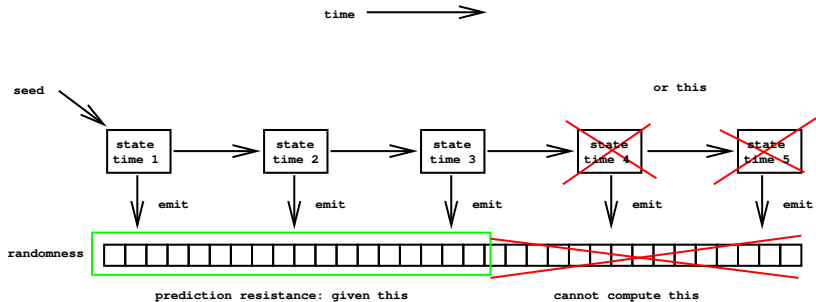 time
or this
seed
state
time 1
state
time 2
state
time 3
state
time 4
state
time 5
emit
emit
emit
emit
emit
randomness
prediction resistance: given this
cannot compute this